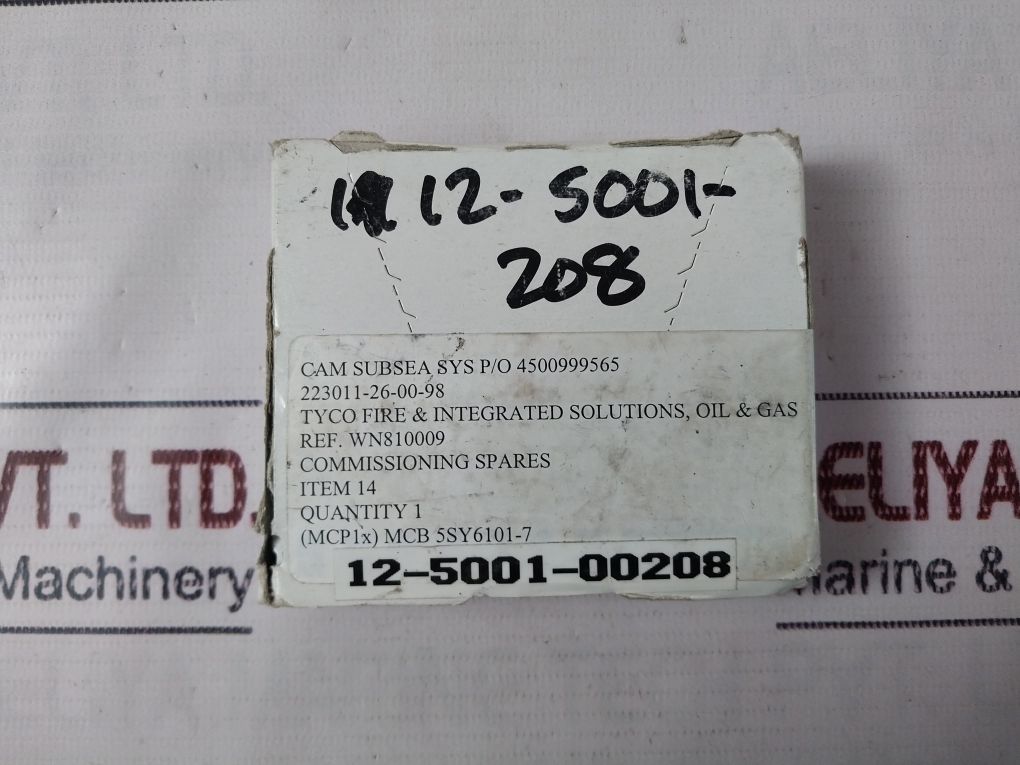 12-5001-
208
CAM SUBSEA SYS P/O 4500999565
223011-26-00-98
TYCO FIRE & INTEGRATED SOLUTIONS, OIL & GAS
REF. WN810009
COMMISSIONING SPARES
ITEM 14
QUANTITY 1
(MCP1x) MCB 5SY6101-7
12-5001-00208
VT. LTD.
Machinery
ELIYA
arine &